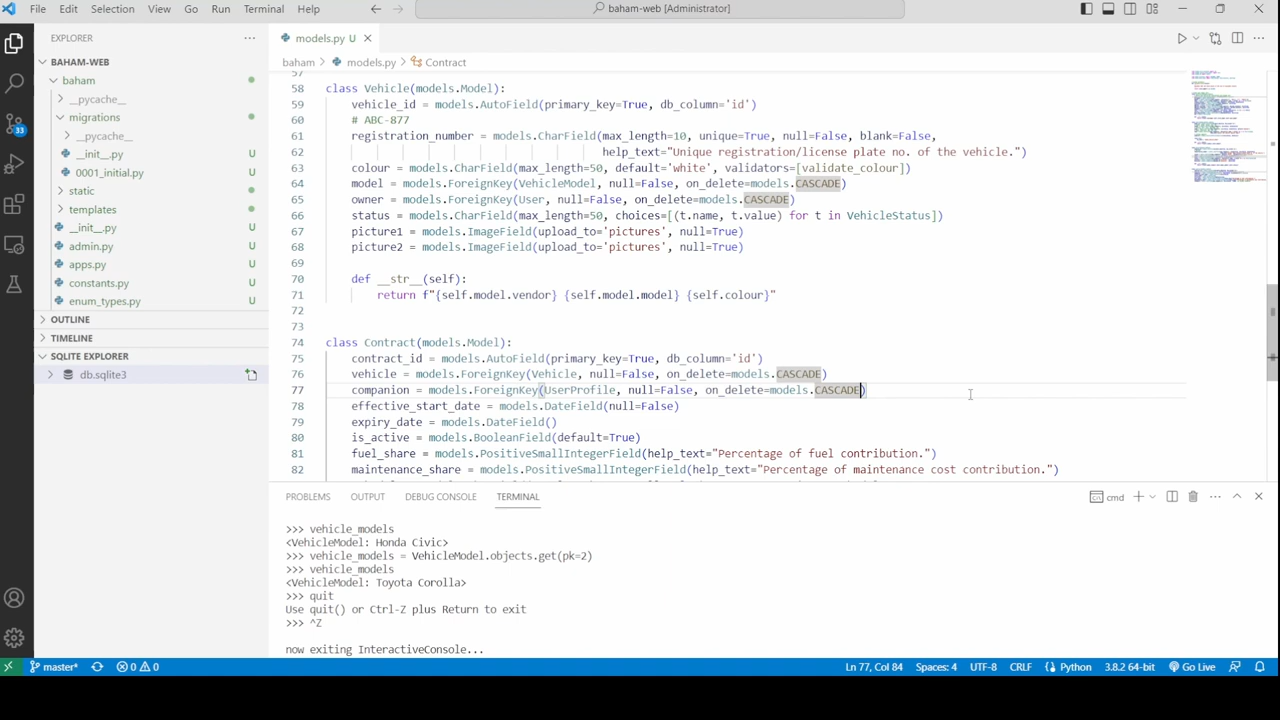 File Edit Selection View Go Run Terminal Help
baham-web [Administrator]
EXPLORER
BAHAM-WEB
baham
__pycache__
migrations
__pycache__
__init__.py U
0001_initial.py U
static
templates
__init__.py U
admin.py U
apps.py U
constants.py U
enum_types.py U
OUTLINE
TIMELINE
SQLITE EXPLORER
db.sqlite3
33
models.py U
baham > models.py > Contract
57
58 class Vehicle(models.Model):
59 vehicle_id = models.AutoField(primary_key=True, db_column='id')
60 # ABC-877
61 registration_number = models.CharField(max_length=10, unique=True, null=False, blank=False,
62 help_text="Unique registration/license plate no. of the vehicle.")
63 colour = models.CharField(max_length=50, default='white', validators=[validate_colour])
64 model = models.ForeignKey(VehicleModel, null=False, on_delete=models.CASCADE)
65 owner = models.ForeignKey(User, null=False, on_delete=models.CASCADE)
66 status = models.CharField(max_length=50, choices=[(t.name, t.value) for t in VehicleStatus])
67 picture1 = models.ImageField(upload_to='pictures', null=True)
68 picture2 = models.ImageField(upload_to='pictures', null=True)
69
70 def __str__(self):
71 return f"{self.model.vendor} {self.model.model} {self.colour}"
72
73
74 class Contract(models.Model):
75 contract_id = models.AutoField(primary_key=True, db_column='id')
76 vehicle = models.ForeignKey(Vehicle, null=False, on_delete=models.CASCADE)
77 companion = models.ForeignKey(UserProfile, null=False, on_delete=models.CASCADE)
78 effective_start_date = models.DateField(null=False)
79 expiry_date = models.DateField()
80 is_active = models.BooleanField(default=True)
81 fuel_share = models.PositiveSmallIntegerField(help_text="Percentage of fuel contribution.")
82 maintenance_share = models.PositiveSmallIntegerField(help_text="Percentage of maintenance cost contribution.")
PROBLEMS OUTPUT DEBUG CONSOLE TERMINAL
cmd
>>> vehicle_models
<VehicleModel: Honda Civic>
>>> vehicle_models = VehicleModel.objects.get(pk=2)
>>> vehicle_models
<VehicleModel: Toyota Corolla>
>>> quit
Use quit() or Ctrl-Z plus Return to exit
>>> ^Z
now exiting InteractiveConsole...
master* 0 0 Ln 77, Col 84 Spaces: 4 UTF-8 CRLF Python 3.8.2 64-bit Go Live